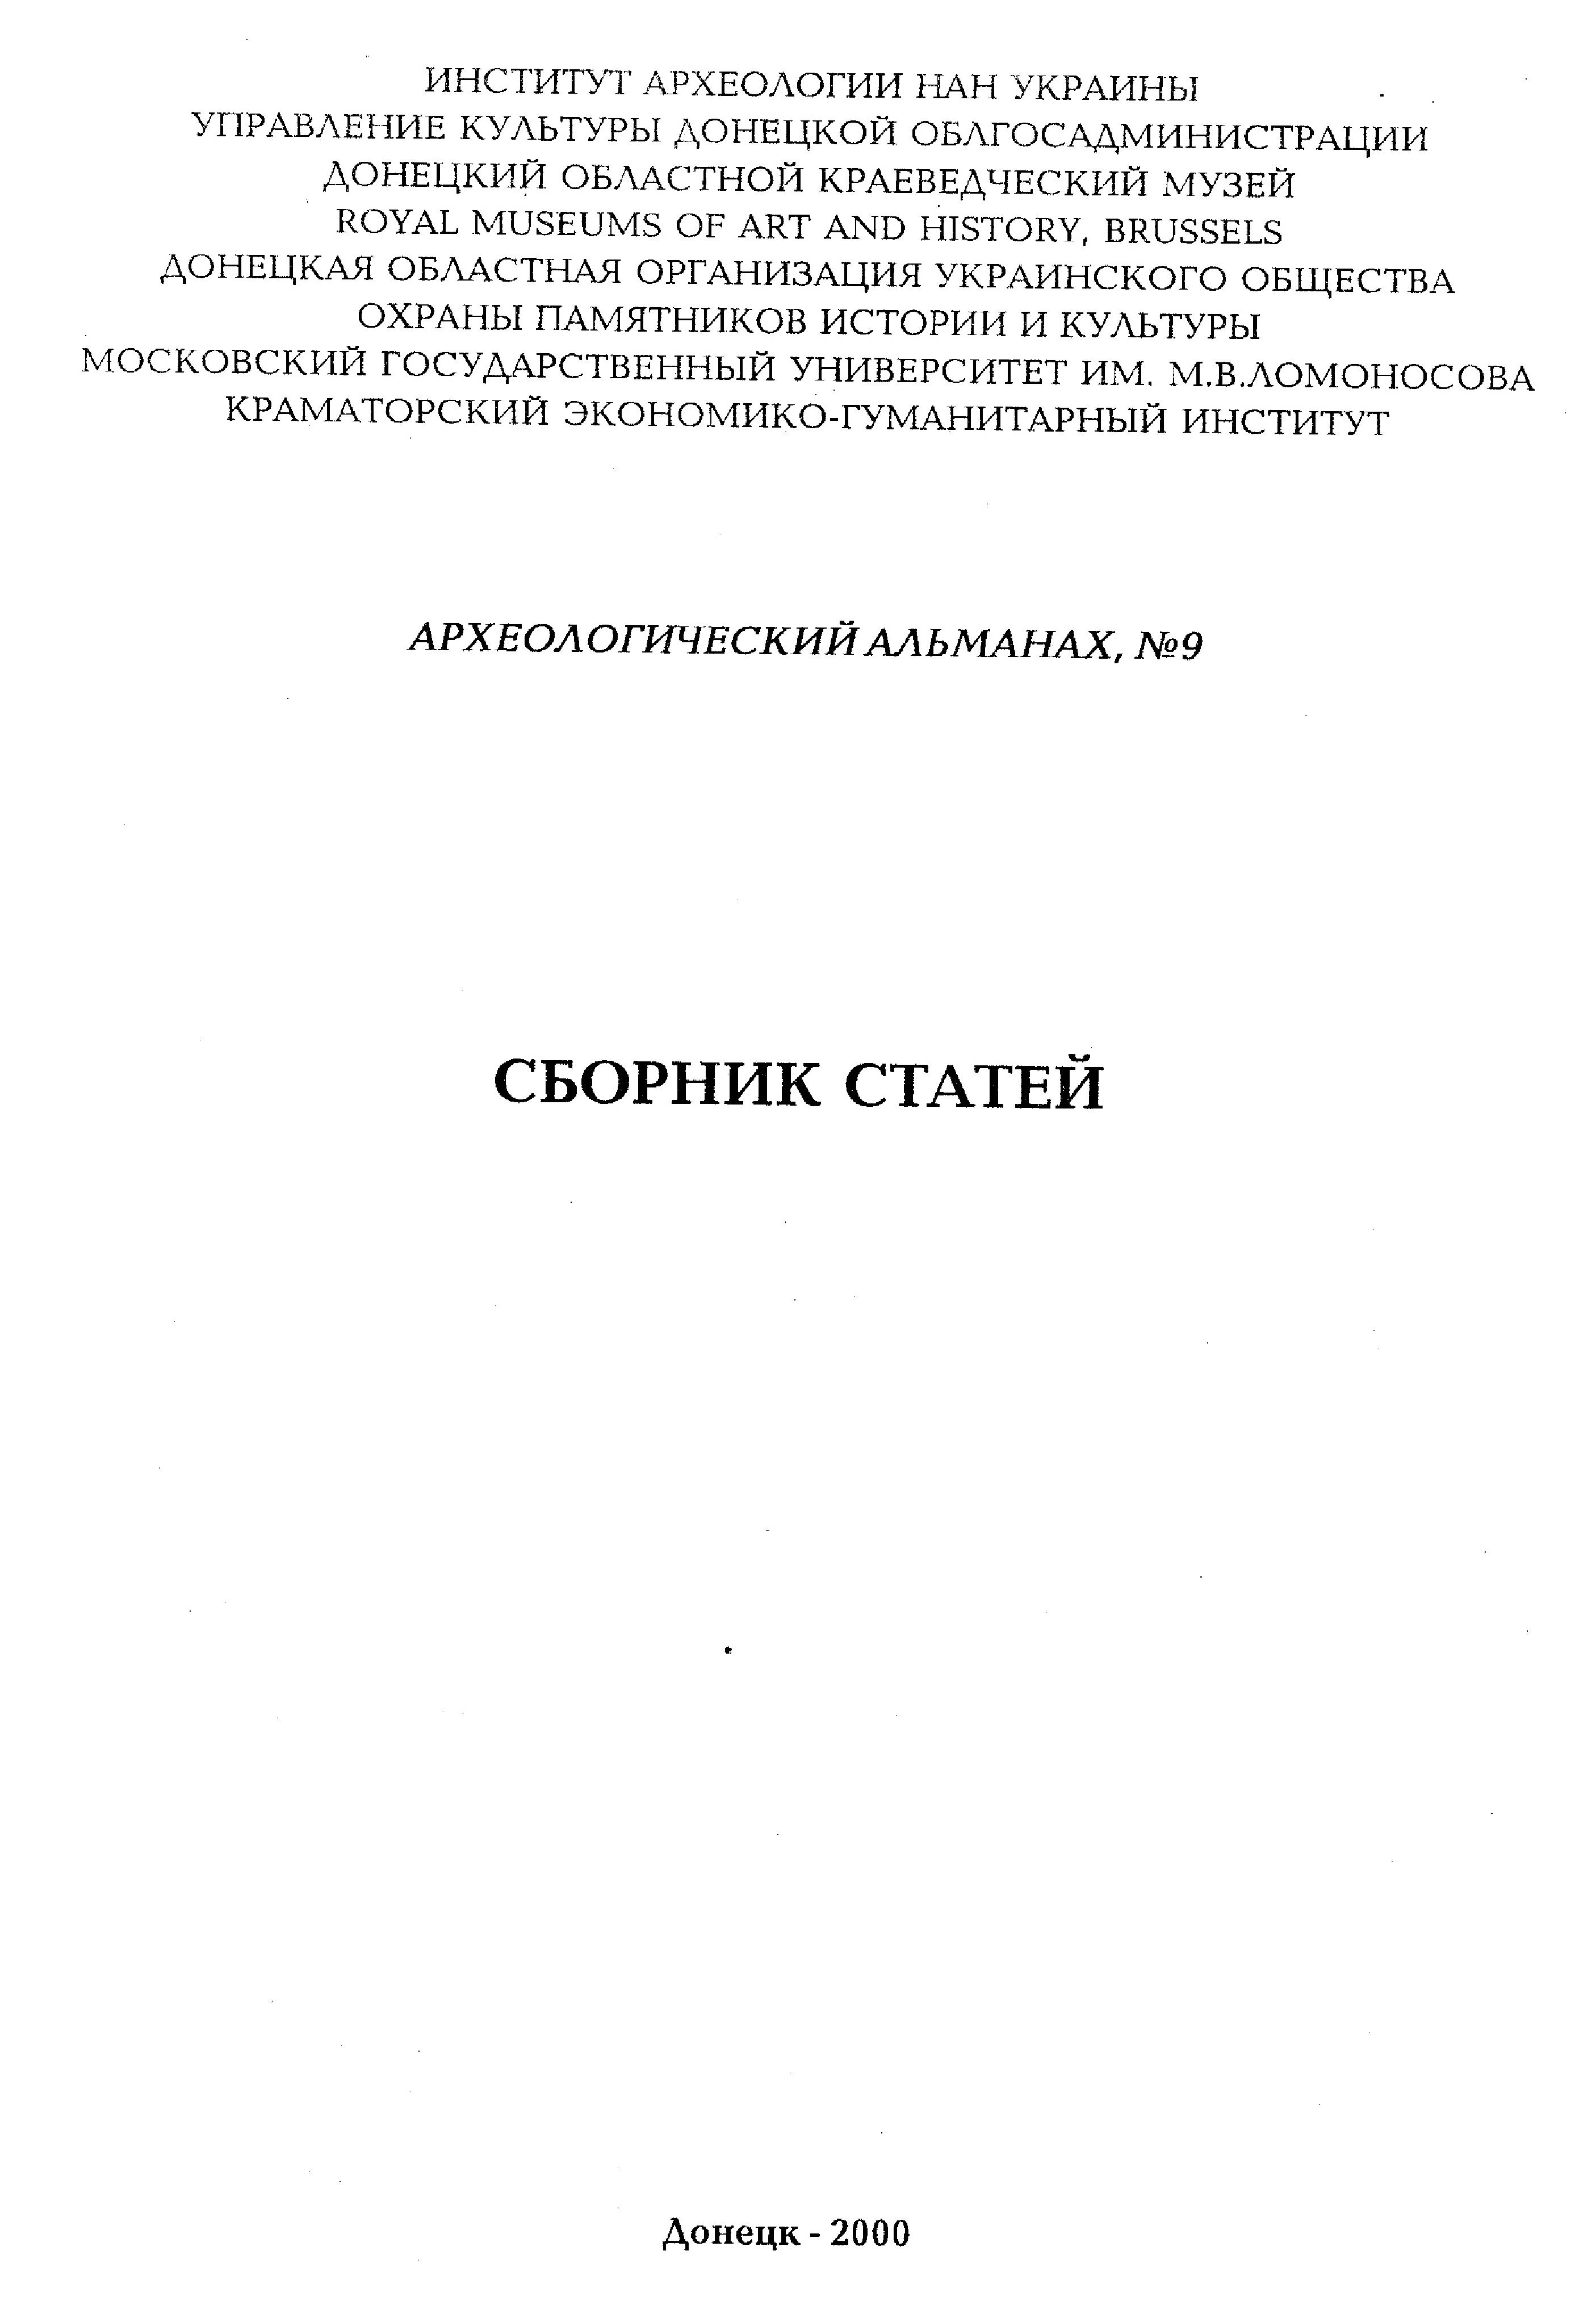 ИНСТИТУТ АРХЕОЛОГИИ НАН УКРАИНЫ
УПРАВЛЕНИЕ КУЛЬТУРЫ ДОНЕЦКОЙ ОБЛГОСАДМИНИСТРАЦИИ
ДОНЕЦКИЙ ОБЛАСТНОЙ КРАЕВЕДЧЕСКИЙ МУЗЕЙ
ROYAL MUSEUMS OF ART AND HISTORY, BRUSSELS
ДОНЕЦКАЯ ОБЛАСТНАЯ ОРГАНИЗАЦИЯ УКРАИНСКОГО ОБЩЕСТВА
ОХРАНЫ ПАМЯТНИКОВ ИСТОРИИ И КУЛЬТУРЫ
МОСКОВСКИЙ ГОСУДАРСТВЕННЫЙ УНИВЕРСИТЕТ ИМ. М.В.ЛОМОНОСОВА
КРАМАТОРСКИЙ ЭКОНОМИКО-ГУМАНИТАРНЫЙ ИНСТИТУТ
АРХЕОЛОГИЧЕСКИЙ АЛЬМАНАХ, №9
СБОРНИК СТАТЕЙ
Донецк - 2000